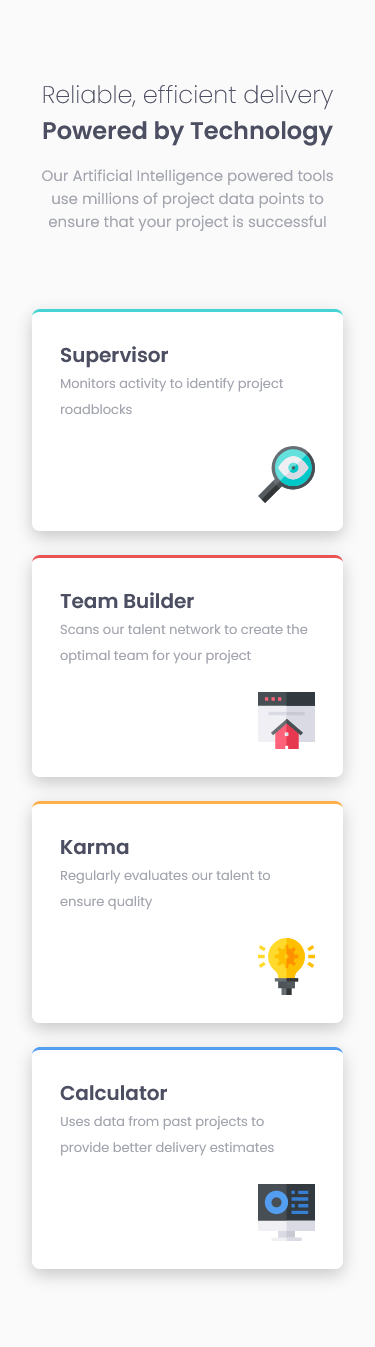 Reliable, efficient delivery
Powered by Technology
Our Artificial Intelligence powered tools
use millions of project data points to
ensure that your project is successful
Supervisor
Monitors activity to identify project
roadblocks
Team Builder
Scans our talent network to create the
optimal team for your project
Karma
Regularly evaluates our talent to
ensure quality
Calculator
Uses data from past projects to
provide better delivery estimates